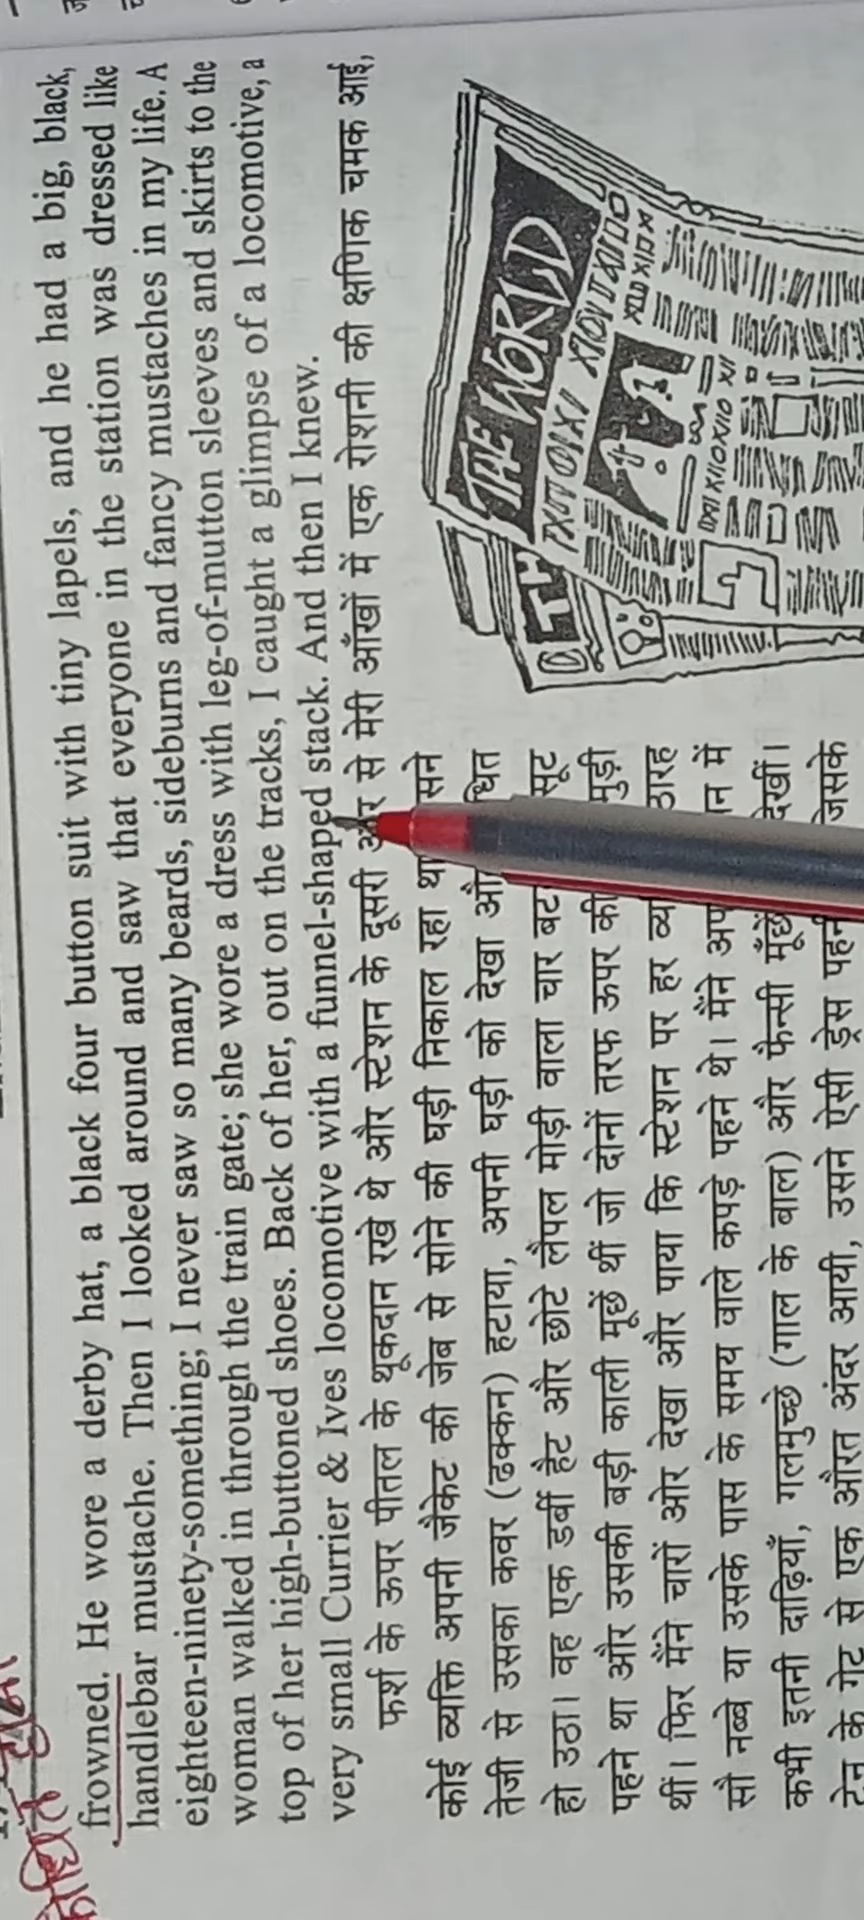 क्रोधित होना
frowned. He wore a derby hat, a black four button suit with tiny lapels, and he had a big, black,
handlebar mustache. Then I looked around and saw that everyone in the station was dressed like
eighteen-ninety-something; I never saw so many beards, sideburns and fancy mustaches in my life. A
woman walked in through the train gate; she wore a dress with leg-of-mutton sleeves and skirts to the
top of her high-buttoned shoes. Back of her, out on the tracks, I caught a glimpse of a locomotive, a
very small Currier & Ives locomotive with a funnel-shaped stack. And then I knew.
फर्श के ऊपर पीतल के थूकदान रखे थे और स्टेशन के दूसरी से मेरी आँखों में एक रोशनी की क्षणिक चमक आई,
कोई व्यक्ति अपनी जैकेट की जेब से सोने की घड़ी निकाल रहा
तेजी से उसका कवर (ढक्कन) हटाया, अपनी घड़ी को देखा
हो उठा। वह एक डर्बी हैट और छोटे लैपल मोड़ी वाला चार सूट
पहने था और उसकी बड़ी काली मूछें थीं जो दोनों तरफ ऊपर की मुड़ी
थीं। फिर मैंने चारों ओर देखा और पाया कि स्टेशन पर हर
सौ नब्बे या उसके पास के समय वाले कपड़े पहने थे। मैंने में
कभी इतनी दाढ़ियाँ, गलमुच्छे (गाल के बाल) और फैन्सी देखीं।
ट्रेन के गेट से एक औरत अंदर आयी, उसने ऐसी ड्रेस जिसके
THE WORLD